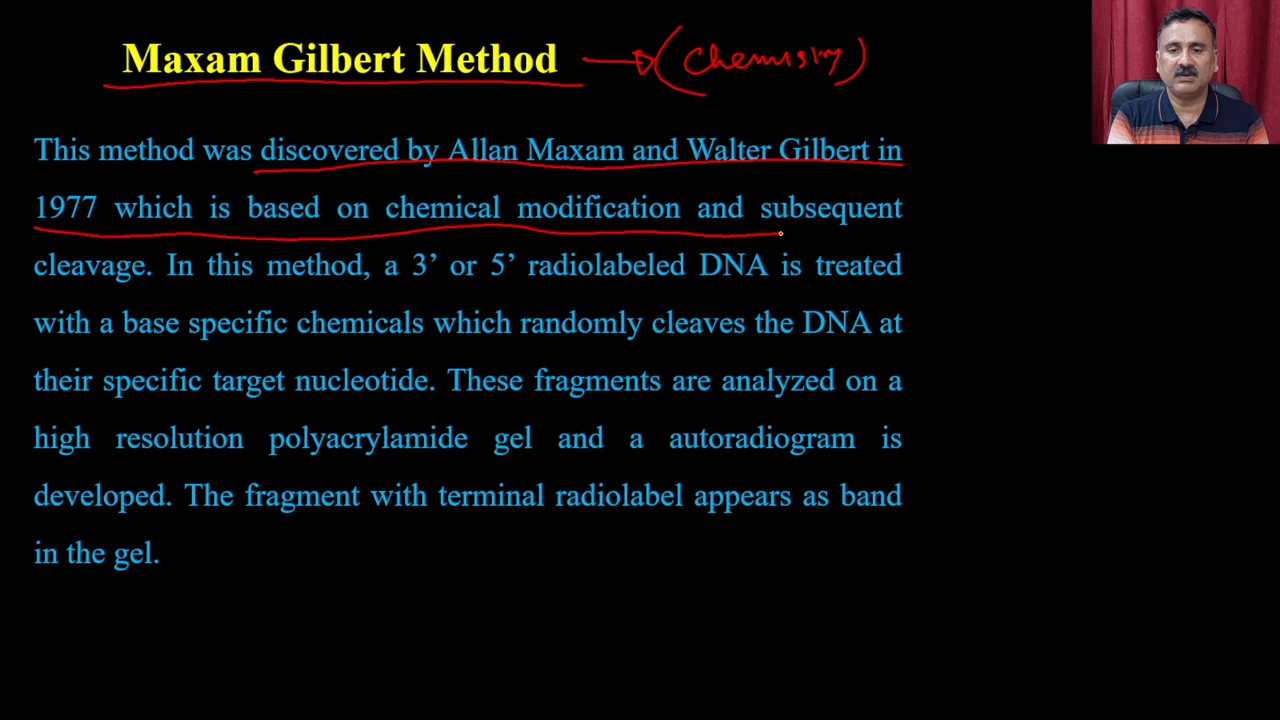 Maxam Gilbert Method (Chemistry)
This method was discovered by Allan Maxam and Walter Gilbert in
1977 which is based on chemical modification and subsequent
cleavage. In this method, a 3’ or 5’ radiolabeled DNA is treated
with a base specific chemicals which randomly cleaves the DNA at
their specific target nucleotide. These fragments are analyzed on a
high resolution polyacrylamide gel and a autoradiogram is
developed. The fragment with terminal radiolabel appears as band
in the gel.